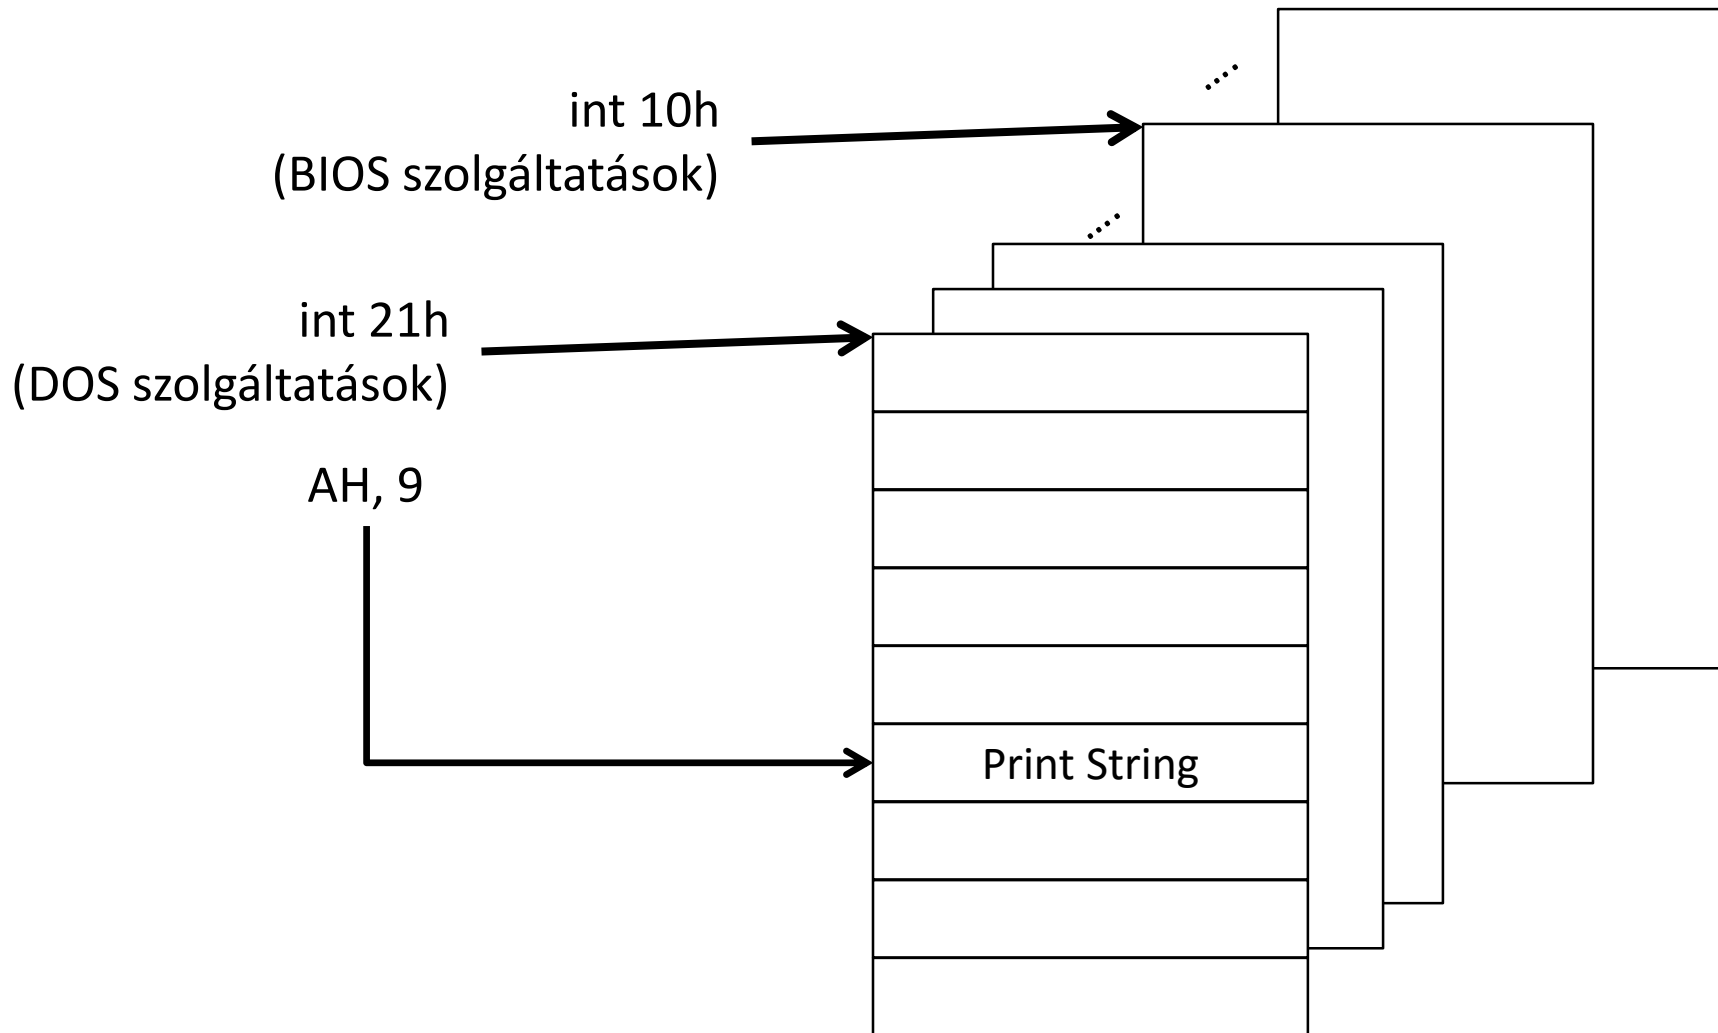 int 10h
(BIOS szolgáltatások)
int 21h
(DOS szolgáltatások)
AH, 9
Print String